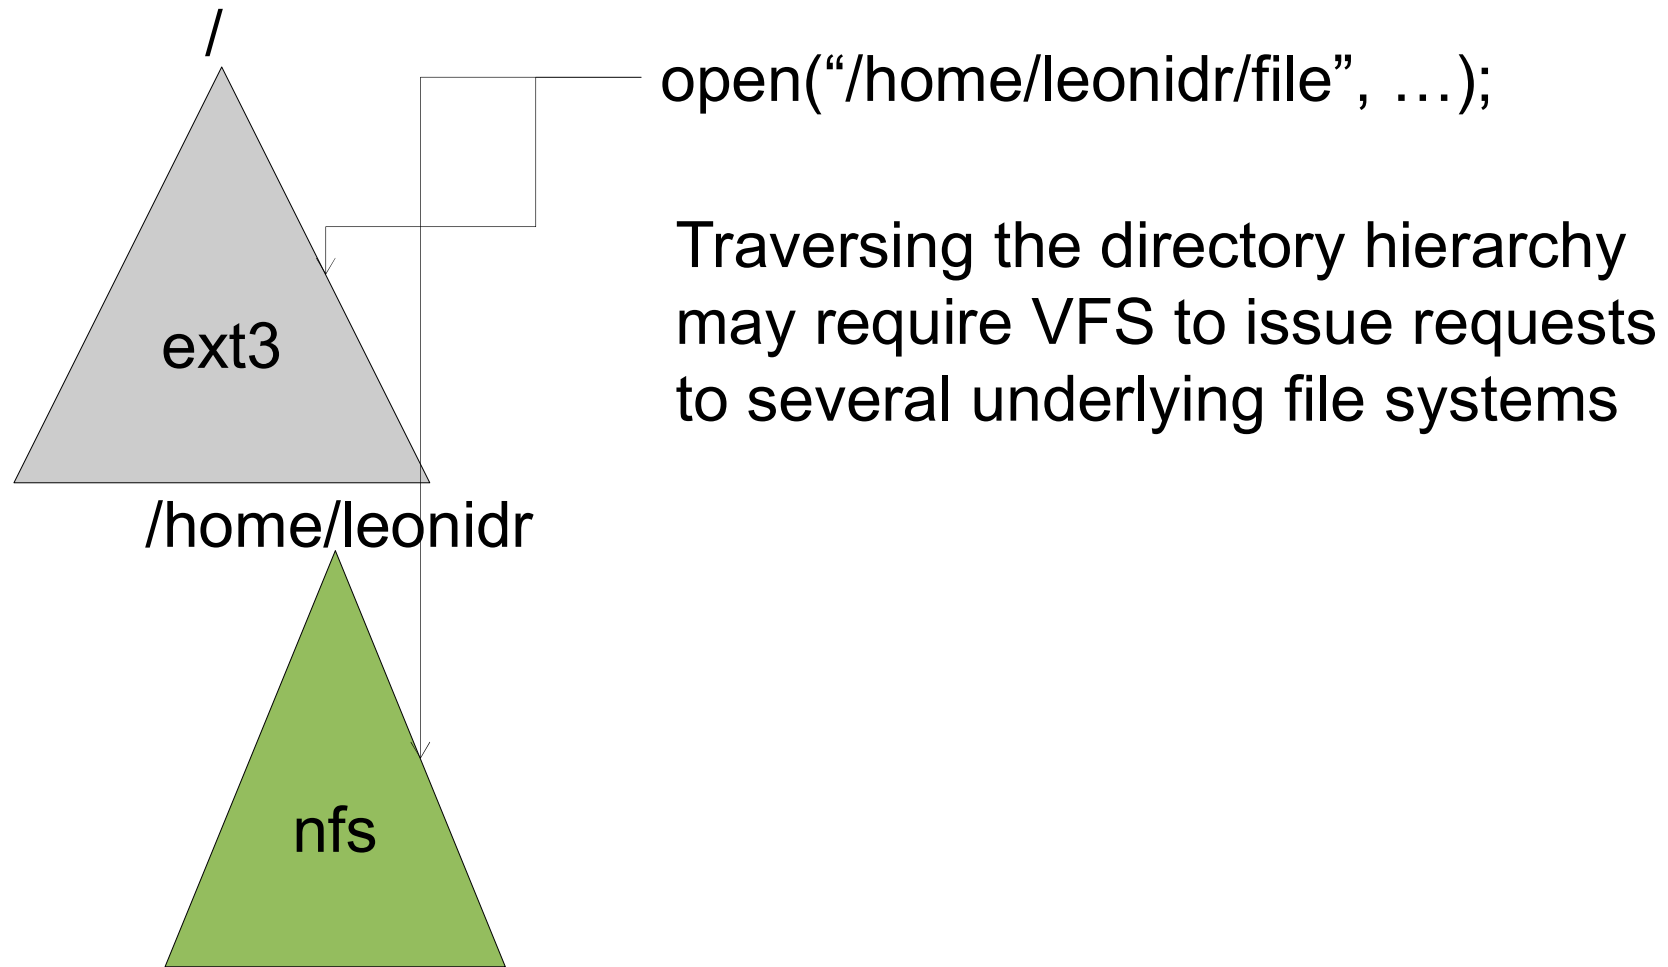 /
open(“/home/leonidr/file”, …);
Traversing the directory hierarchy
may require VFS to issue requests
to several underlying file systems
ext3
/home/leonidr
nfs